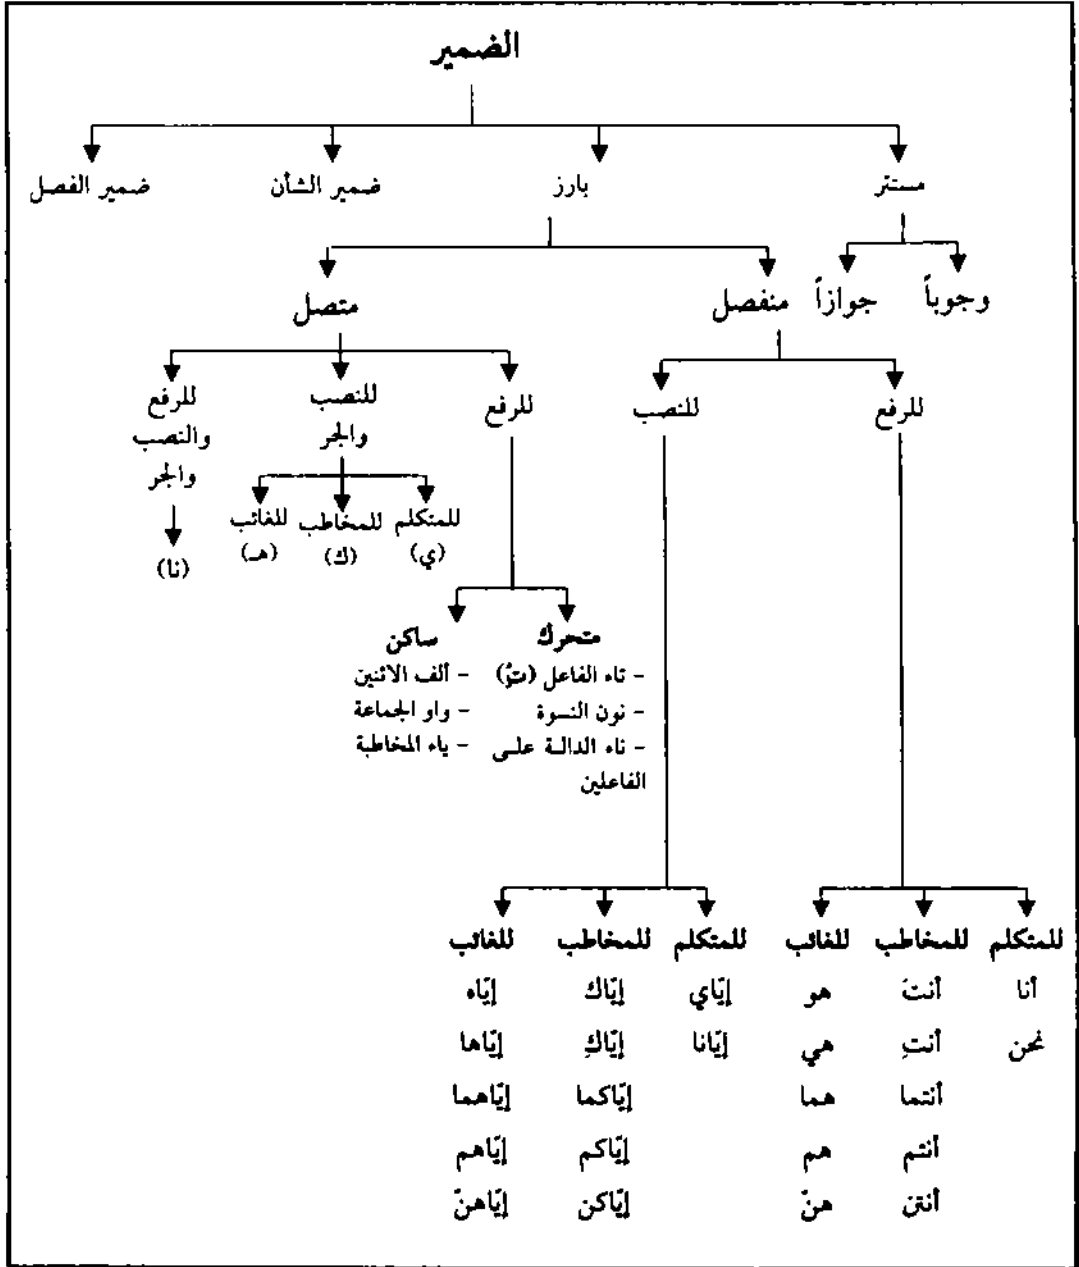 الضمير
مستتر بارز ضمير الشأن ضمير الفصل
وجوباً جوازاً
منفصل متصل
للرفع للنصب للرفع للنصب للرفع
والجر والنصب
والجر
للمتكلم للمخاطب للغائب
(ي) (ك) (هـ) (نا)
متحرك ساكن
- تاء الفاعل (تُ) - ألف الاثنين
- نون النسوة - واو الجماعة
- ناء الدالة على - ياء المخاطبة
الفاعلين
للمتكلم للمخاطب للغائب للمتكلم للمخاطب للغائب
أنا أنتَ هو إيّاي إيّاك إيّاه
نحن أنتِ هي إيّانا إيّاكِ إيّاها
أنتما هما إيّاكما إيّاهما
أنتم هم إيّاكم إيّاهم
أنتن هنّ إيّاكن إيّاهنّ